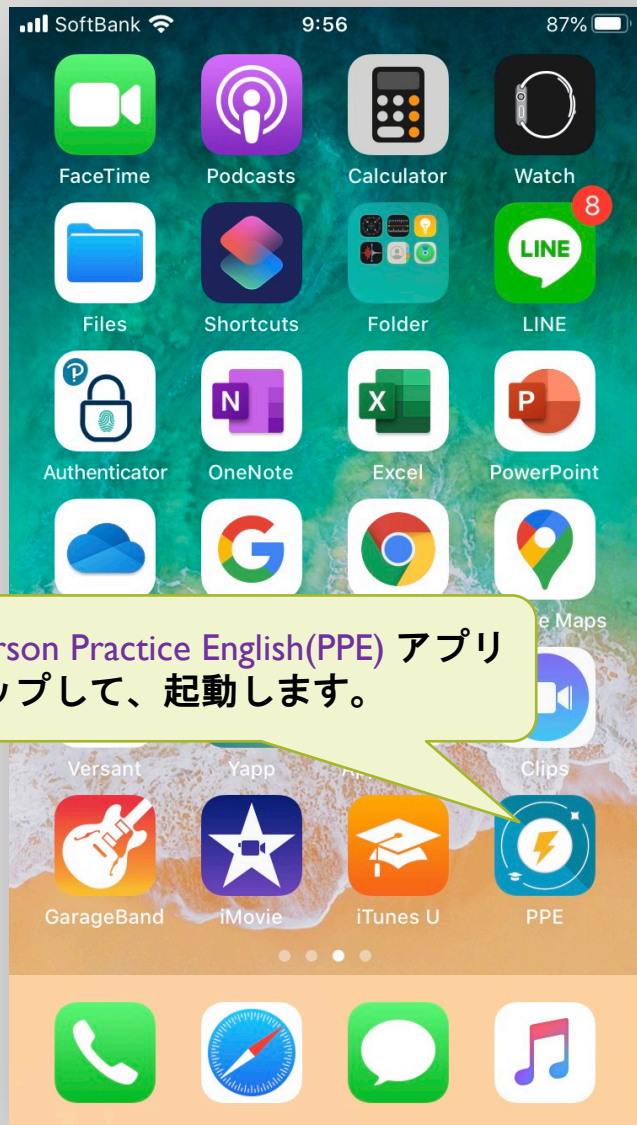 SoftBank 9:56 87%
FaceTime Podcasts Calculator Watch
8
LINE
Files Shortcuts Folder LINE
P
N X P
Authenticator OneNote Excel PowerPoint
G
Maps
Practice English(PPE) アプリ
プして、起動します。
Versant Yapp Clips
GarageBand iMovie iTunes U PPE